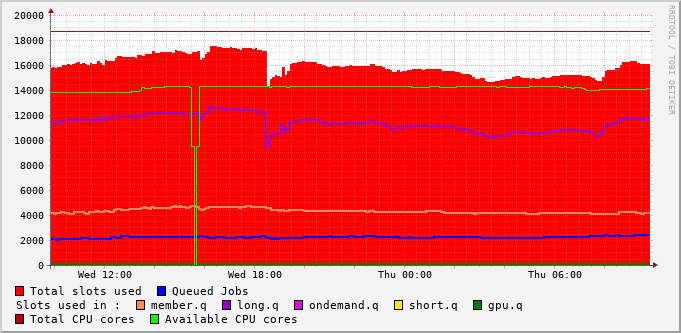 20000
18000
16000
14000
12000
10000
8000
6000
4000
2000
0
Wed 12:00 Wed 18:00 Thu 00:00 Thu 06:00
RRDTOOL / TOBI OETIKER
Total slots used Queued Jobs
Slots used in : member.q long.q ondemand.q short.q gpu.q
Total CPU cores Available CPU cores